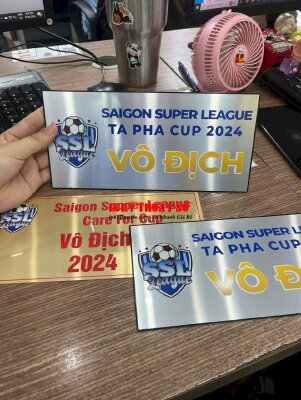 SSL
League
SAIGON SUPER LEAGUE
TA PHA CUP 2024
VÔ ĐỊCH
Saigon Super League
Care For Cup
Vô Địch
2024
SSL
League
SAIGON SUPER L
TA PHA CUP
VÔ Đ